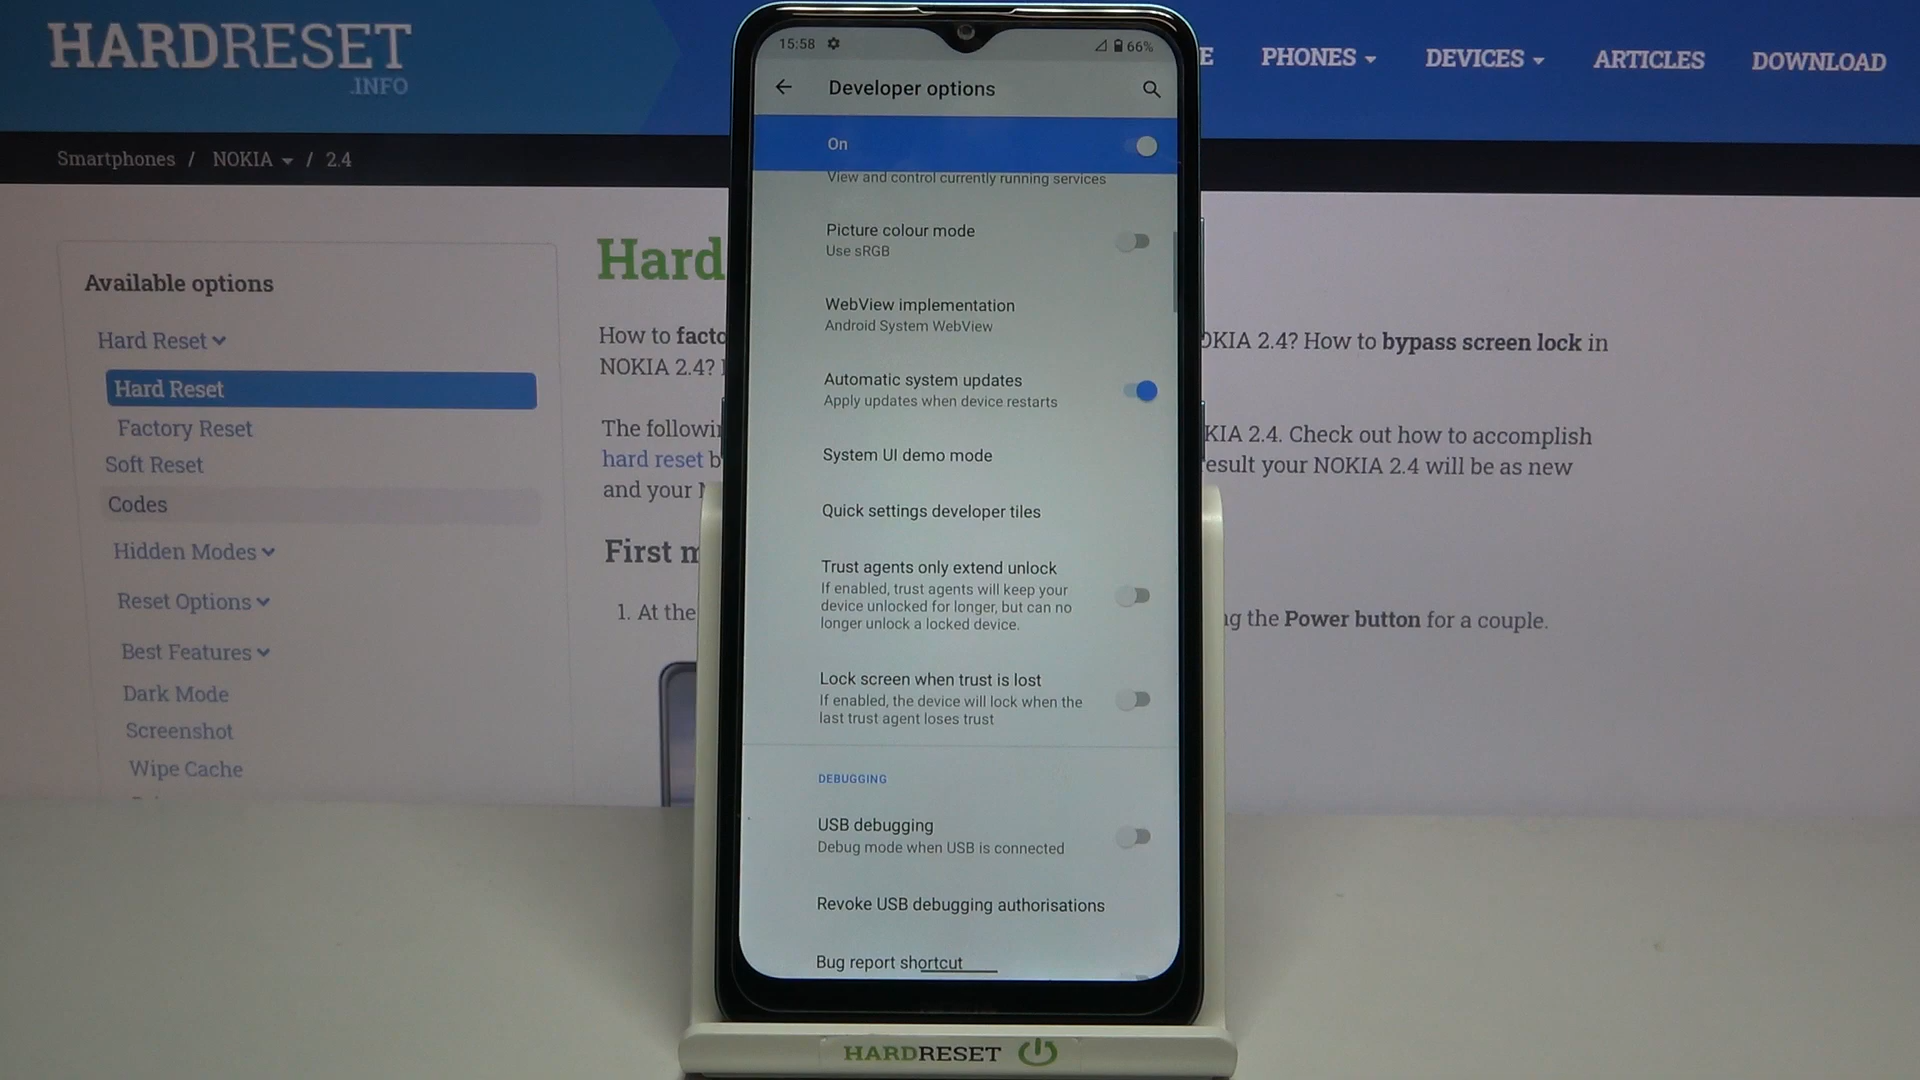 HARDRESET
.INFO
PHONES
DEVICES
ARTICLES
DOWNLOAD
Smartphones / NOKIA / 2.4
Available options
Hard Reset
Hard Reset
Factory Reset
Soft Reset
Codes
Hidden Modes
Reset Options
Best Features
Dark Mode
Screenshot
Wipe Cache
Hard
How to
2.4? How to bypass screen lock in
NOKIA 2.4?
The
2.4. Check out how to accomplish
hard reset
your NOKIA 2.4 will be as new
and your
First
1. At the
the Power button for a couple.
15:58
66%
Developer options
On
View and control currently running services
Picture colour mode
Use sRGB
WebView implementation
Android System WebView
Automatic system updates
Apply updates when device restarts
System UI demo mode
Quick settings developer tiles
Trust agents only extend unlock
If enabled, trust agents will keep your
device unlocked for longer, but can no
longer unlock a locked device.
Lock screen when trust is lost
If enabled, the device will lock when the
last trust agent loses trust
DEBUGGING
USB debugging
Debug mode when USB is connected
Revoke USB debugging authorisations
Bug report shortcut
HARDRESET